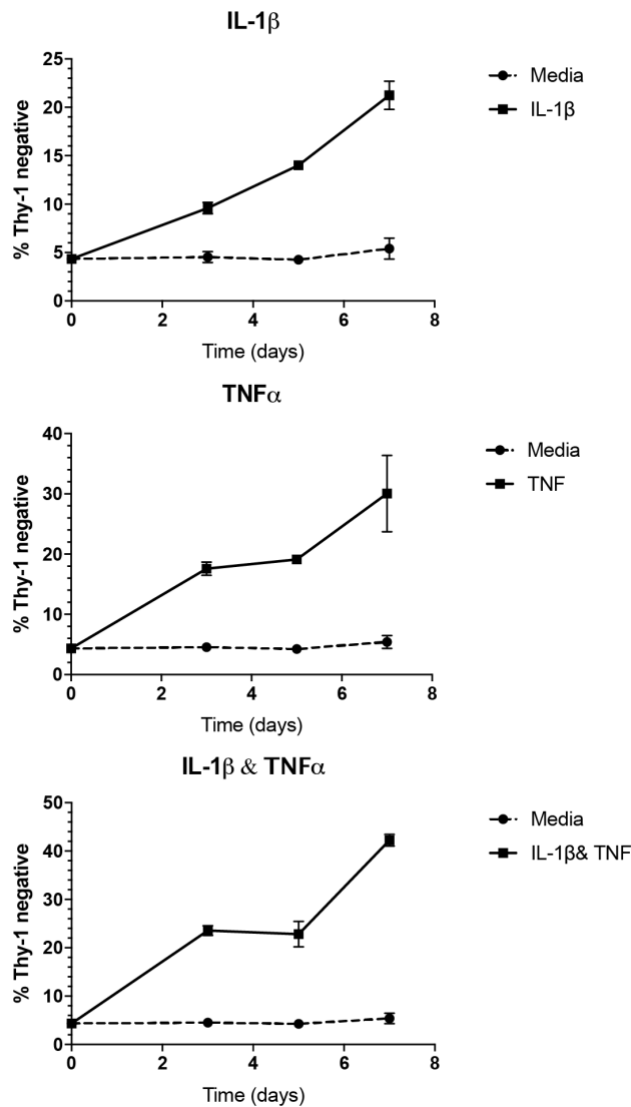 IL-1β
25
20
15
10
5
0
% Thy-1 negative
0 2 4 6 8
Time (days)
Media
IL-1β
TNFα
40
30
20
10
0
% Thy-1 negative
0 2 4 6 8
Time (days)
Media
TNF
IL-1β & TNFα
50
40
30
20
10
0
% Thy-1 negative
0 2 4 6 8
Time (days)
Media
IL-1β& TNF